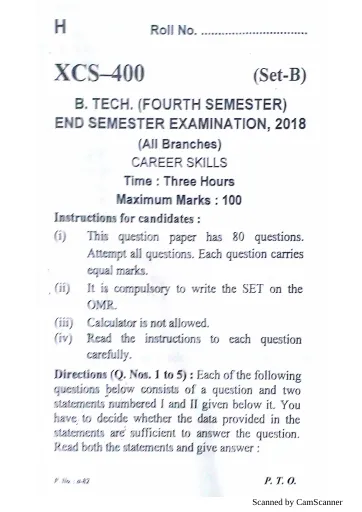 H
Roll No. ................................
XCS–400 (Set-B)
B. TECH. (FOURTH SEMESTER)
END SEMESTER EXAMINATION, 2018
(All Branches)
CAREER SKILLS
Time : Three Hours
Maximum Marks : 100
Instructions for candidates :
(i) This question paper has 80 questions.
Attempt all questions. Each question carries
equal marks.
(ii) It is compulsory to write the SET on the
OMR.
(iii) Calculator is not allowed.
(iv) Read the instructions to each question
carefully.
Directions (Q. Nos. 1 to 5) : Each of the following
questions below consists of a question and two
statements numbered I and II given below it. You
have to decide whether the data provided in the
statements are sufficient to answer the question.
Read both the statements and give answer :
P. T. O.
Scanned by CamScanner